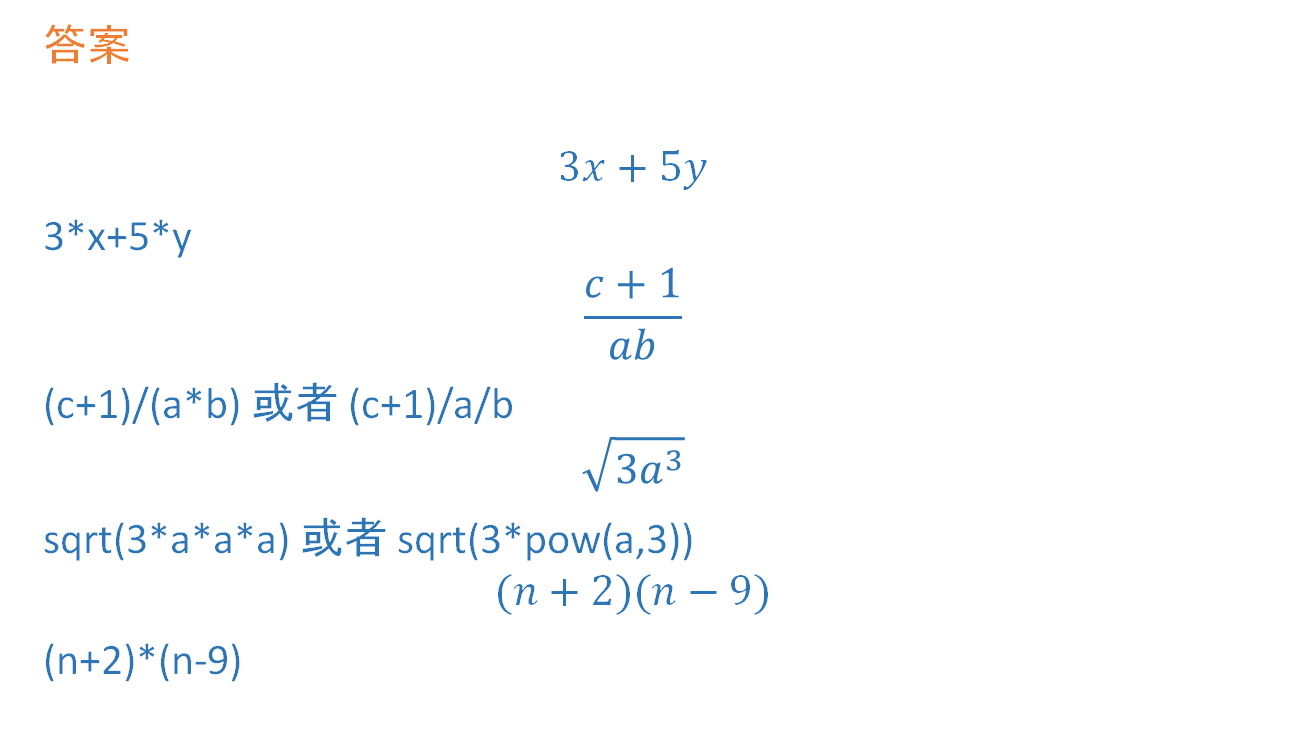 答案
3x + 5y
3*x+5*y
c + 1
ab
(c+1)/(a*b) 或者 (c+1)/a/b
√3a³
sqrt(3*a*a*a) 或者 sqrt(3*pow(a,3))
(n + 2)(n − 9)
(n+2)*(n-9)